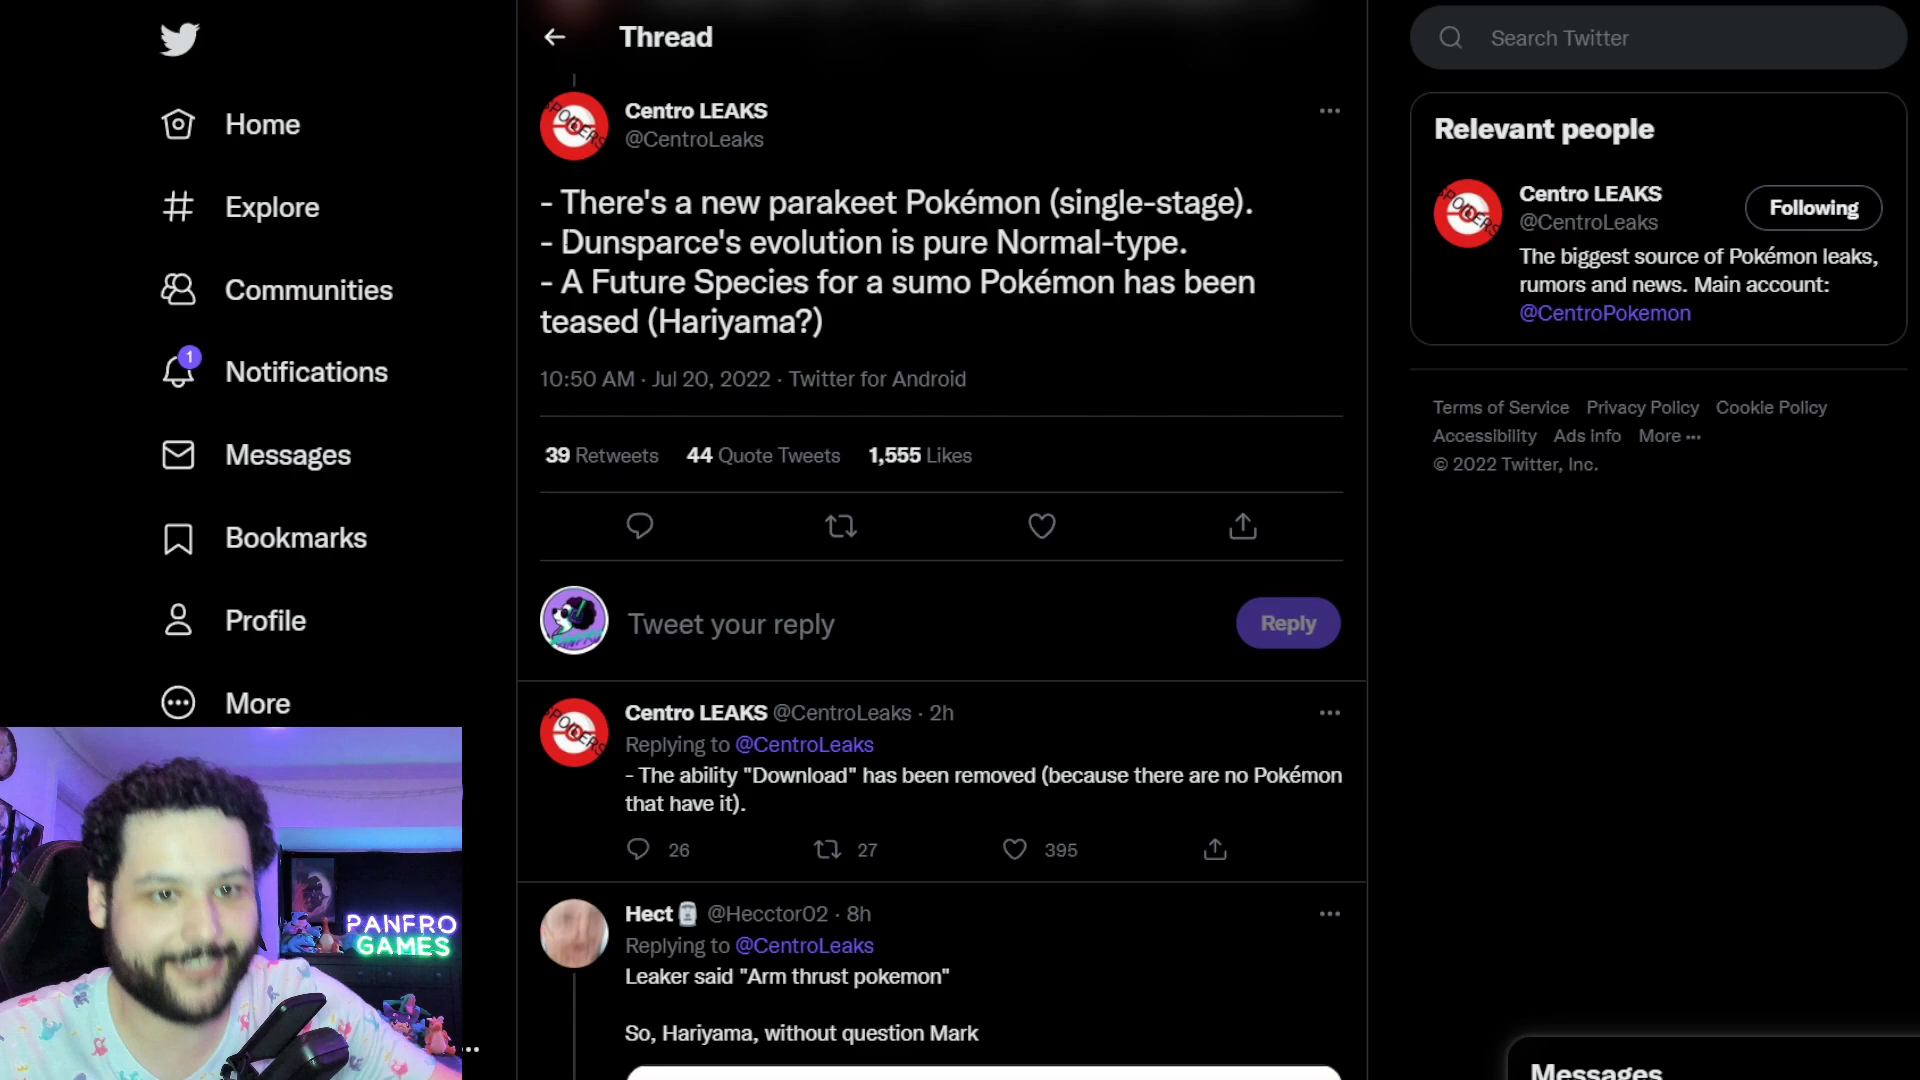 Thread
Search Twitter
Home
Explore
Communities
1
Notifications
Messages
Bookmarks
Profile
More
SPOILERS
Centro LEAKS
@CentroLeaks
- There's a new parakeet Pokémon (single-stage).
- Dunsparce's evolution is pure Normal-type.
- A Future Species for a sumo Pokémon has been
teased (Hariyama?)
10:50 AM · Jul 20, 2022 · Twitter for Android
39 Retweets 44 Quote Tweets 1,555 Likes
Tweet your reply
Reply
SPOILERS
Centro LEAKS @CentroLeaks · 2h
Replying to @CentroLeaks
- The ability "Download" has been removed (because there are no Pokémon
that have it).
26 27 395
Hect @Hecctor02 · 8h
Replying to @CentroLeaks
Leaker said "Arm thrust pokemon"
So, Hariyama, without question Mark
Relevant people
SPOILERS
Centro LEAKS
@CentroLeaks
Following
The biggest source of Pokémon leaks,
rumors and news. Main account:
@CentroPokemon
Terms of Service Privacy Policy Cookie Policy
Accessibility Ads info More ···
© 2022 Twitter, Inc.
Messages
PANFRO
GAMES